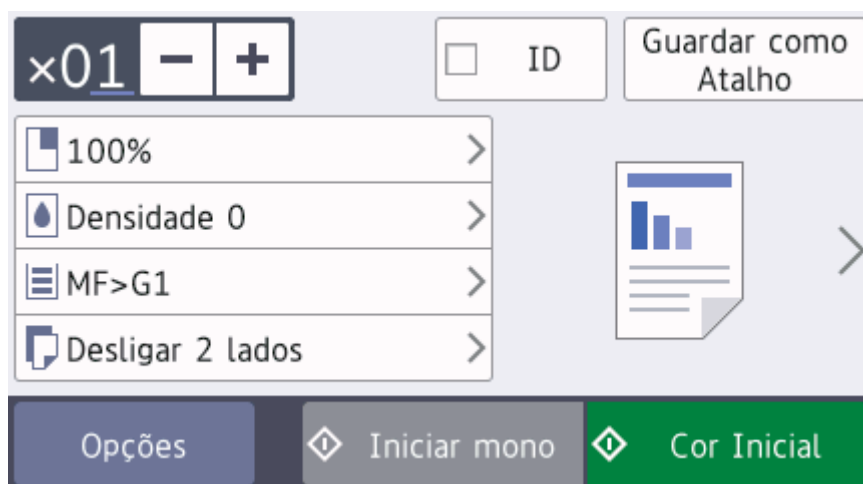 ×01 − +
ID
Guardar como
Atalho
100%
Densidade 0
MF>G1
Desligar 2 lados
Opções
Iniciar mono
Cor Inicial